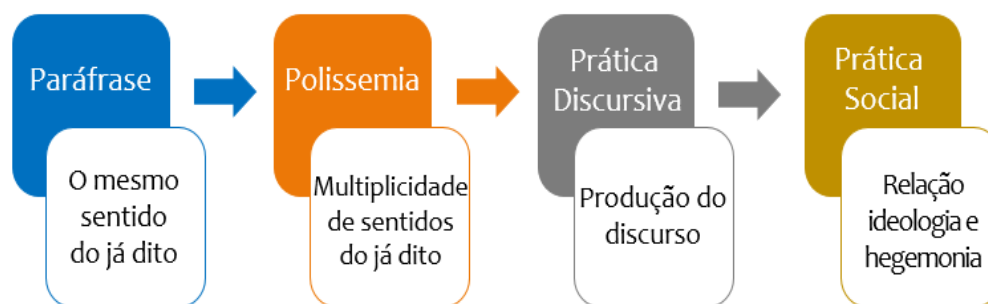 Paráfrase
O mesmo
sentido
do já dito
Polissemia
Multiplicidade
de sentidos
do já dito
Prática
Discursiva
Produção do
discurso
Prática
Social
Relação
ideologia e
hegemonia